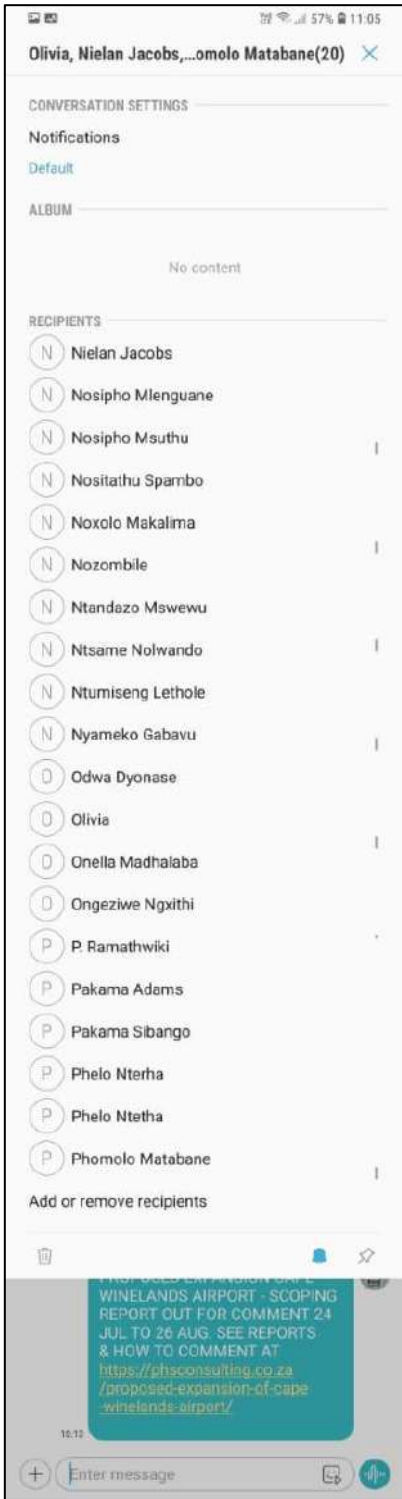 57% 11:05
Olivia, Nielan Jacobs,...omolo Matabane(20)
CONVERSATION SETTINGS
Notifications
Default
ALBUM
No content
RECIPIENTS
N Nielan Jacobs
N Nosipho Mlenguane
N Nosipho Msuthu
N Nositathu Spambo
N Noxolo Makalima
N Nozombile
N Ntandazo Mswewu
N Ntsame Nolwando
N Ntumiseng Lethole
N Nyameko Gabavu
O Odwa Dyonase
O Olivia
O Onella Madhalaba
O Ongeziwe Ngxithi
P P. Ramathwiki
P Pakama Adams
P Pakama Sibango
P Phelo Nterha
P Phelo Ntetha
P Phomolo Matabane
Add or remove recipients
PROPOSED EXPANSION CAPE
WINELANDS AIRPORT - SCOPING
REPORT OUT FOR COMMENT 24
JUL TO 26 AUG. SEE REPORTS
& HOW TO COMMENT AT
https://phsconsulting.co.za
/proposed-expansion-of-cape
-winelands-airport/
10:13
Enter message